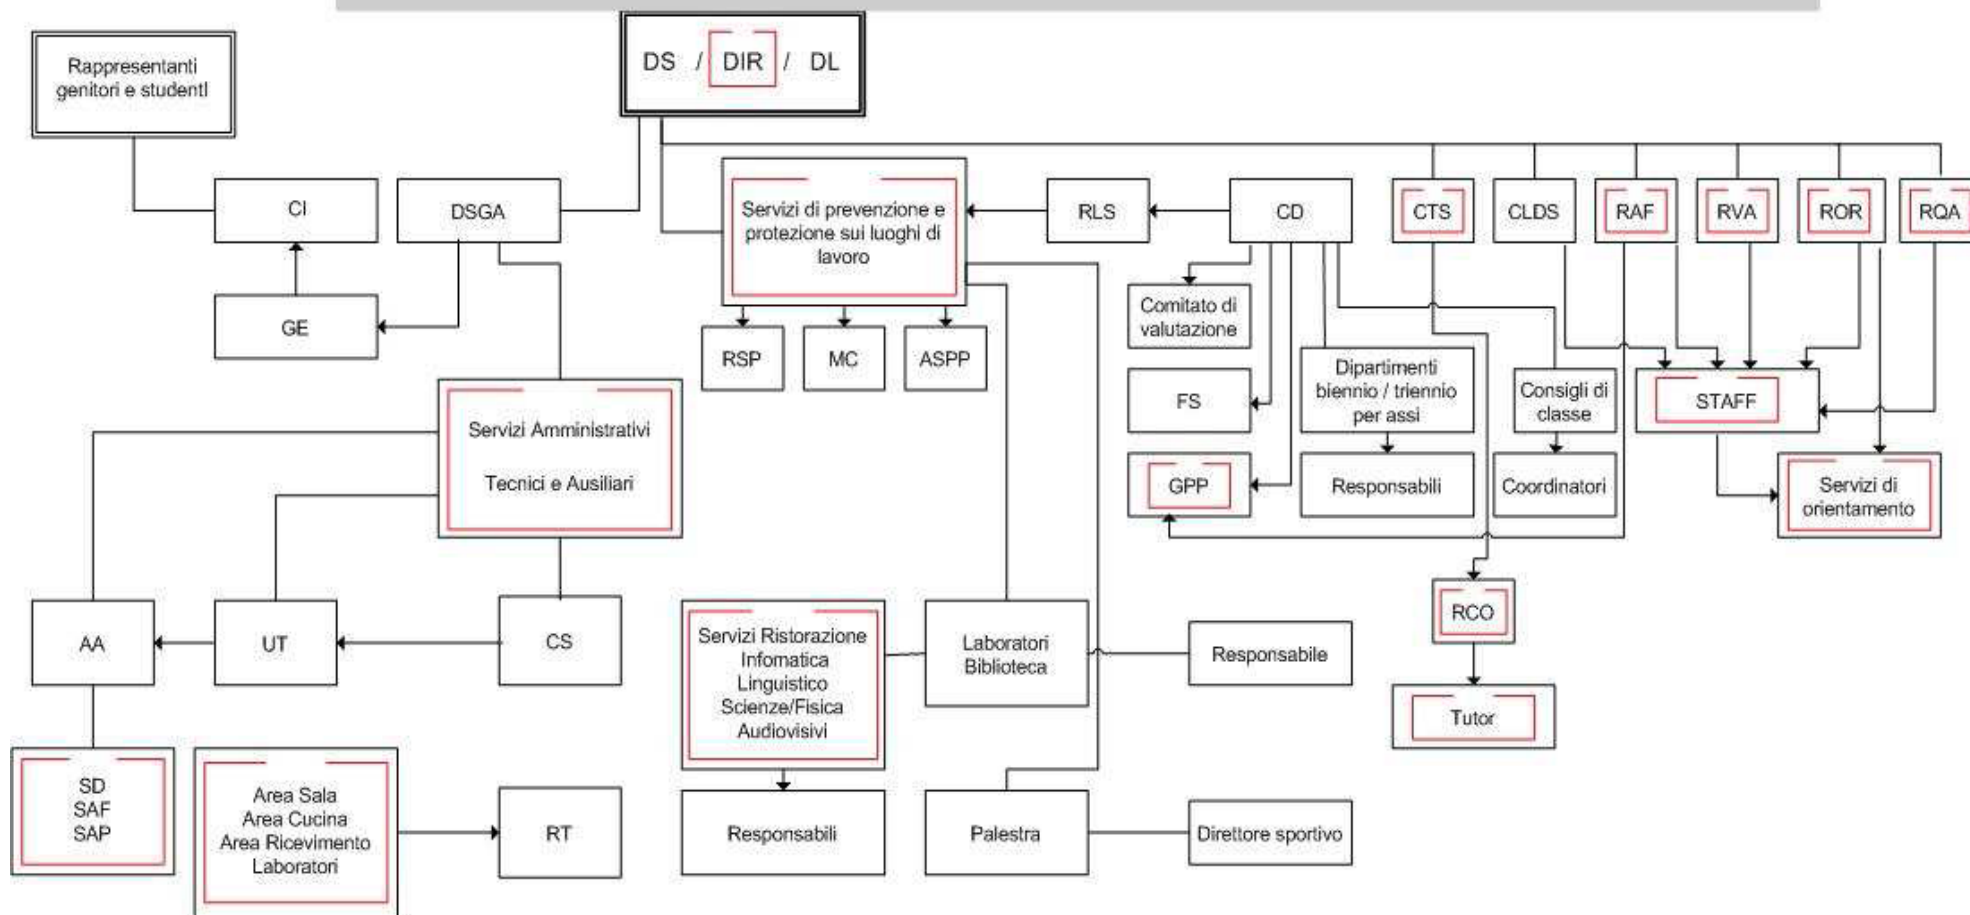 Rappresentanti
genitori e studentI
DS / DIR / DL
CI
DSGA
Servizi di prevenzione e
protezione sui luoghi di
lavoro
RLS
CD
CTS
CLDS
RAF
RVA
ROR
RQA
GE
RSP
MC
ASPP
Comitato di
valutazione
FS
GPP
Dipartimenti
biennio / triennio
per assi
Responsabili
Consigli di
classe
Coordinatori
STAFF
Servizi di
orientamento
Servizi Amministrativi
Tecnici e Ausiliari
AA
UT
CS
Servizi Ristorazione
Infomatica
Linguistico
Scienze/Fisica
Audiovisivi
Laboratori
Biblioteca
Responsabile
RCO
Tutor
SD
SAF
SAP
Area Sala
Area Cucina
Area Ricevimento
Laboratori
RT
Responsabili
Palestra
Direttore sportivo